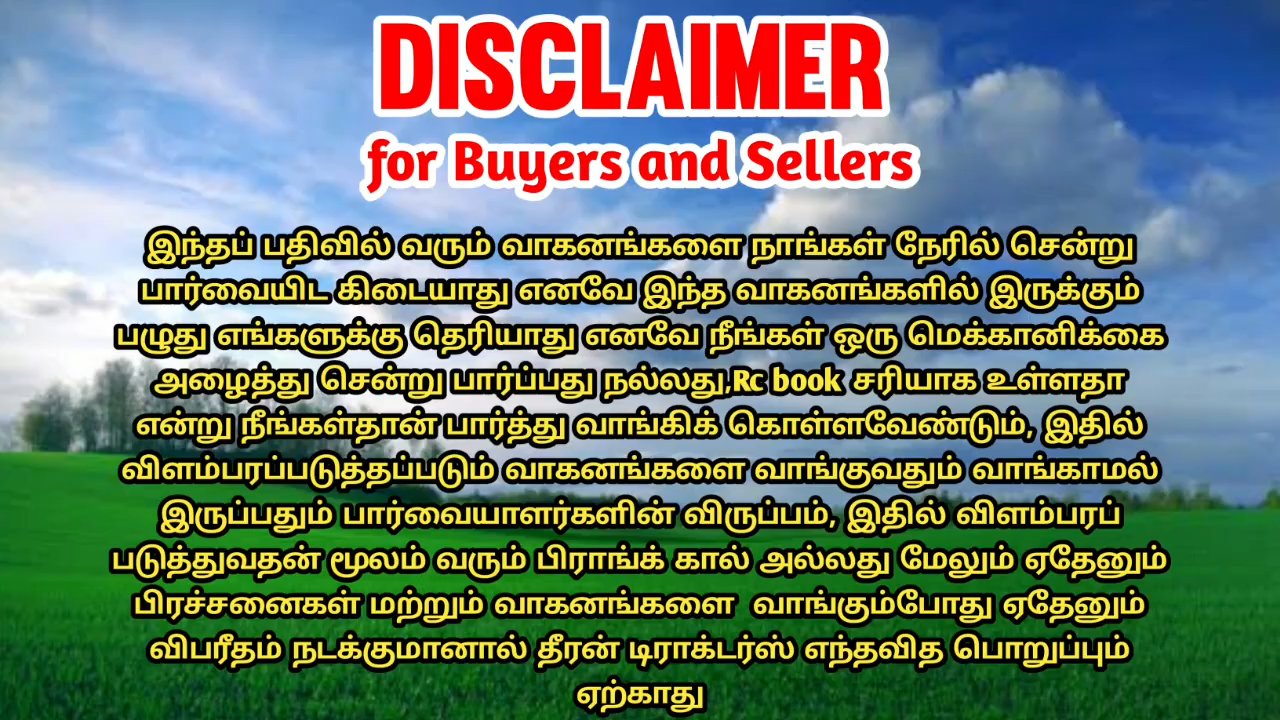 DISCLAIMER
for Buyers and Sellers
இந்தப் பதிவில் வரும் வாகனங்களை நாங்கள் நேரில் சென்று
பார்வையிட கிடையாது எனவே இந்த வாகனங்களில் இருக்கும்
பழுது எங்களுக்கு தெரியாது எனவே நீங்கள் ஒரு மெக்கானிக்கை
அழைத்து சென்று பார்ப்பது நல்லது,Rc book சரியாக உள்ளதா
என்று நீங்கள்தான் பார்த்து வாங்கிக் கொள்ளவேண்டும், இதில்
விளம்பரப்படுத்தப்படும் வாகனங்களை வாங்குவதும் வாங்காமல்
இருப்பதும் பார்வையாளர்களின் விருப்பம், இதில் விளம்பரப்
படுத்துவதன் மூலம் வரும் பிராங்க் கால் அல்லது மேலும் ஏதேனும்
பிரச்சனைகள் மற்றும் வாகனங்களை வாங்கும்போது ஏதேனும்
விபரீதம் நடக்குமானால் தீரன் டிராக்டர்ஸ் எந்தவித பொறுப்பும்
ஏற்காது